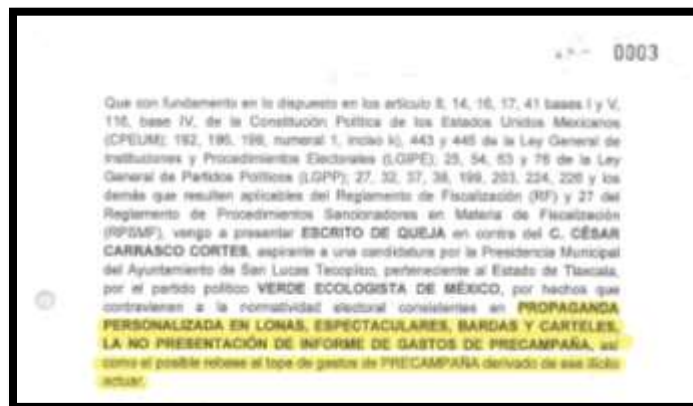 0003
Que con fundamento en lo dispuesto en los artículo 8, 14, 16, 17, 41 bases I y V,
116, base IV, de la Constitución Política de los Estados Unidos Mexicanos
(CPEUM); 192, 196, 199, numeral 1, inciso k), 443 y 445 de la Ley General de
Instituciones y Procedimientos Electorales (LGIPE); 25, 54, 63 y 76 de la Ley
General de Partidos Políticos (LGPP); 27, 32, 37, 38, 199, 203, 224, 226 y los
demás que resulten aplicables del Reglamento de Fiscalización (RF) y 27 del
Reglamento de Procedimientos Sancionadores en Materia de Fiscalización
(RPSMF), vengo a presentar ESCRITO DE QUEJA en contra del C. CÉSAR
CARRASCO CORTES, aspirante a una candidatura por la Presidencia Municipal
del Ayuntamiento de San Lucas Tecopilco, perteneciente al Estado de Tlaxcala,
por el partido político VERDE ECOLOGISTA DE MÉXICO, por hechos que
contravienen a la normatividad electoral consistentes en PROPAGANDA
PERSONALIZADA EN LONAS, ESPECTACULARES, BARDAS Y CARTELES,
LA NO PRESENTACIÓN DE INFORME DE GASTOS DE PRECAMPAÑA, así
como el posible rebase al tope de gastos de PRECAMPAÑA derivado de ese ilícito
actuar.